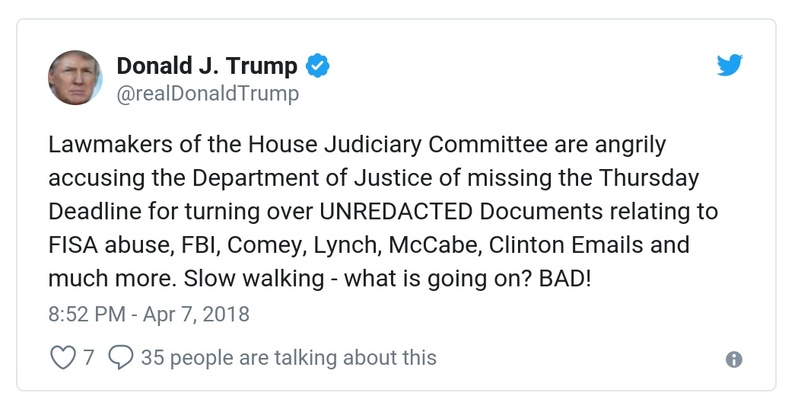 Donald J. Trump
@realDonaldTrump
Lawmakers of the House Judiciary Committee are angrily
accusing the Department of Justice of missing the Thursday
Deadline for turning over UNREDACTED Documents relating to
FISA abuse, FBI, Comey, Lynch, McCabe, Clinton Emails and
much more. Slow walking - what is going on? BAD!
8:52 PM - Apr 7, 2018
7 35 people are talking about this